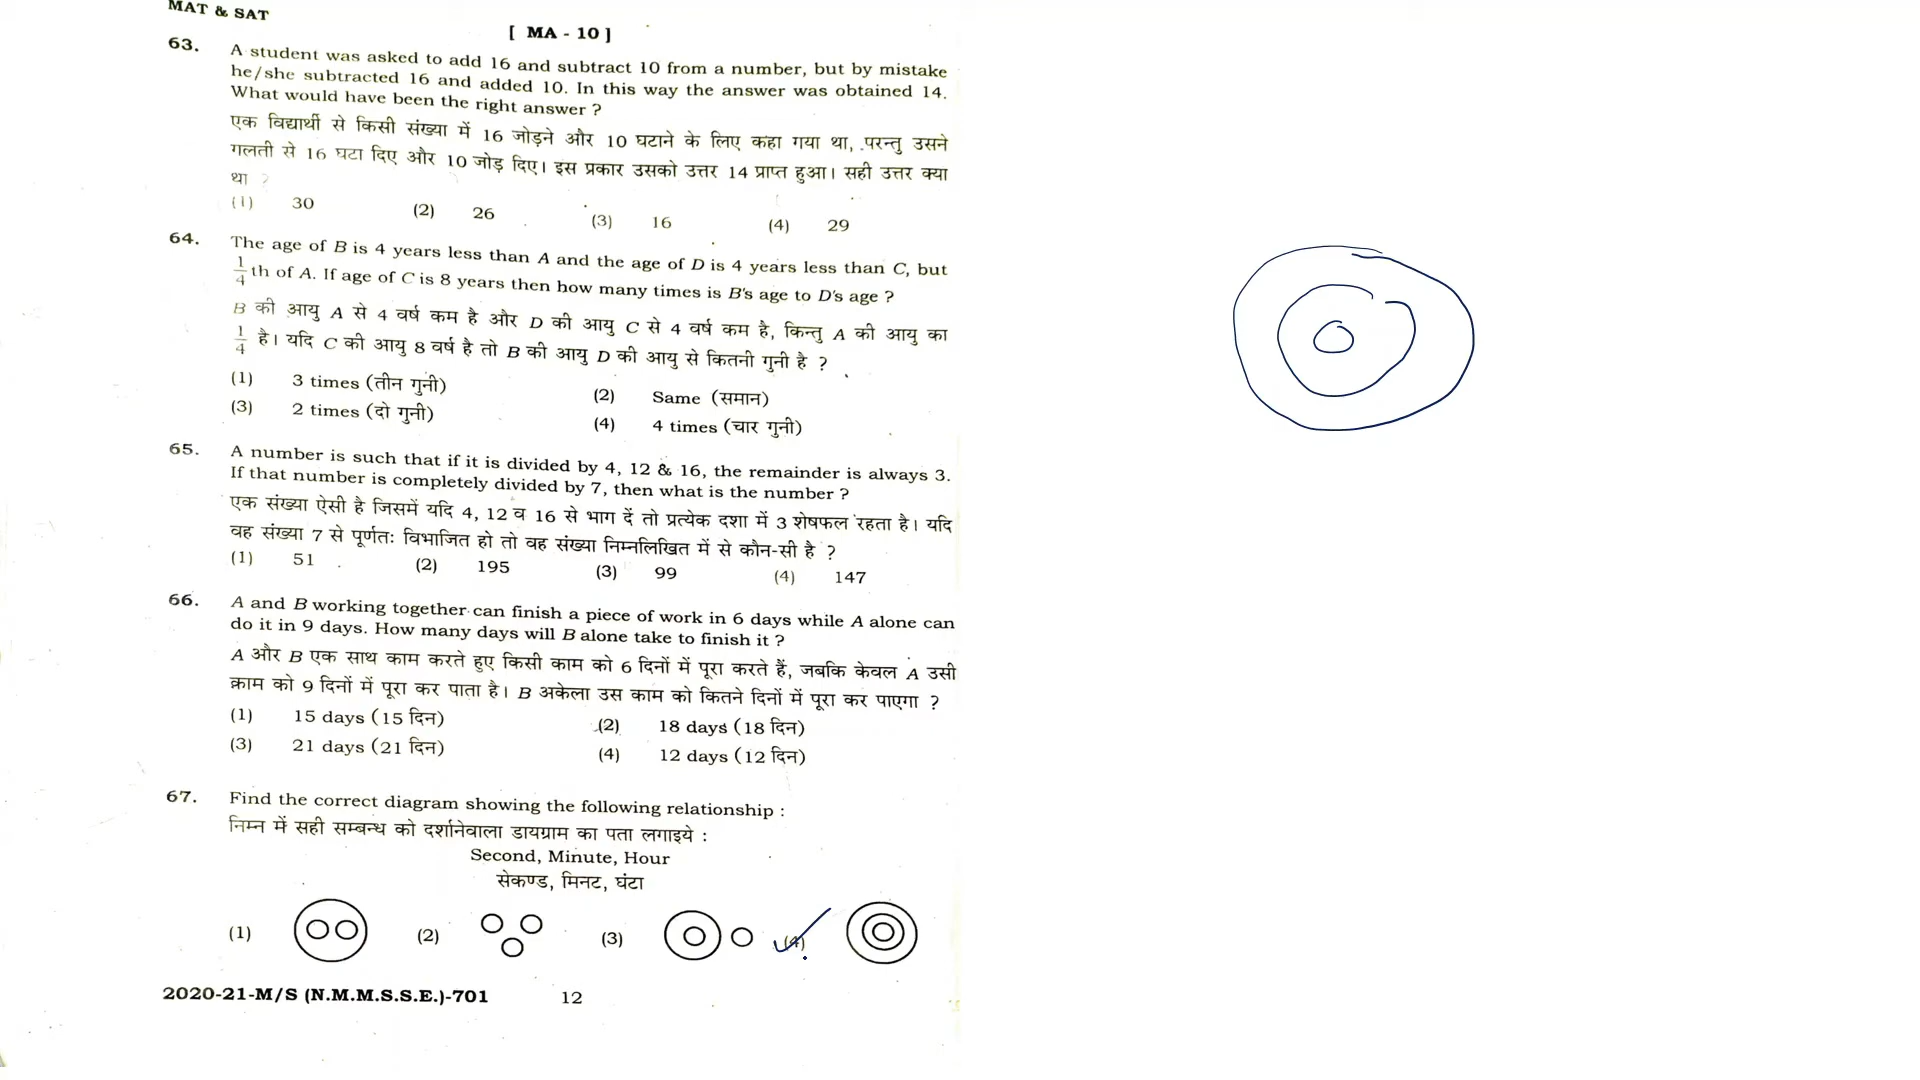 MAT & SAT
[ MA - 10 ]
63. A student was asked to add 16 and subtract 10 from a number, but by mistake
he/she subtracted 16 and added 10. In this way the answer was obtained 14.
What would have been the right answer ?
एक विद्यार्थी से किसी संख्या में 16 जोड़ने और 10 घटाने के लिए कहा गया था, परन्तु उसने
गलती से 16 घटा दिए और 10 जोड़ दिए। इस प्रकार उसको उत्तर 14 प्राप्त हुआ। सही उत्तर क्या
था ?
(1) 30 (2) 26 (3) 16 (4) 29
64. The age of B is 4 years less than A and the age of D is 4 years less than C, but
1/4 th of A. If age of C is 8 years then how many times is B's age to D's age ?
B की आयु A से 4 वर्ष कम है और D की आयु C से 4 वर्ष कम है, किन्तु A की आयु का
1/4 है। यदि C की आयु 8 वर्ष है तो B की आयु D की आयु से कितनी गुनी है ?
(1) 3 times (तीन गुनी) (2) Same (समान)
(3) 2 times (दो गुनी) (4) 4 times (चार गुनी)
65. A number is such that if it is divided by 4, 12 & 16, the remainder is always 3.
If that number is completely divided by 7, then what is the number ?
एक संख्या ऐसी है जिसमें यदि 4, 12 व 16 से भाग दें तो प्रत्येक दशा में 3 शेषफल रहता है। यदि
वह संख्या 7 से पूर्णतः विभाजित हो तो वह संख्या निम्नलिखित में से कौन-सी है ?
(1) 51 (2) 195 (3) 99 (4) 147
66. A and B working together can finish a piece of work in 6 days while A alone can
do it in 9 days. How many days will B alone take to finish it ?
A और B एक साथ काम करते हुए किसी काम को 6 दिनों में पूरा करते हैं, जबकि केवल A उसी
काम को 9 दिनों में पूरा कर पाता है। B अकेला उस काम को कितने दिनों में पूरा कर पाएगा ?
(1) 15 days (15 दिन) (2) 18 days (18 दिन)
(3) 21 days (21 दिन) (4) 12 days (12 दिन)
67. Find the correct diagram showing the following relationship :
निम्न में सही सम्बन्ध को दर्शानेवाला डायग्राम का पता लगाइये :
Second, Minute, Hour
सेकण्ड, मिनट, घंटा
(1) (2) (3) (4)
2020-21-M/S (N.M.M.S.S.E.)-701 12